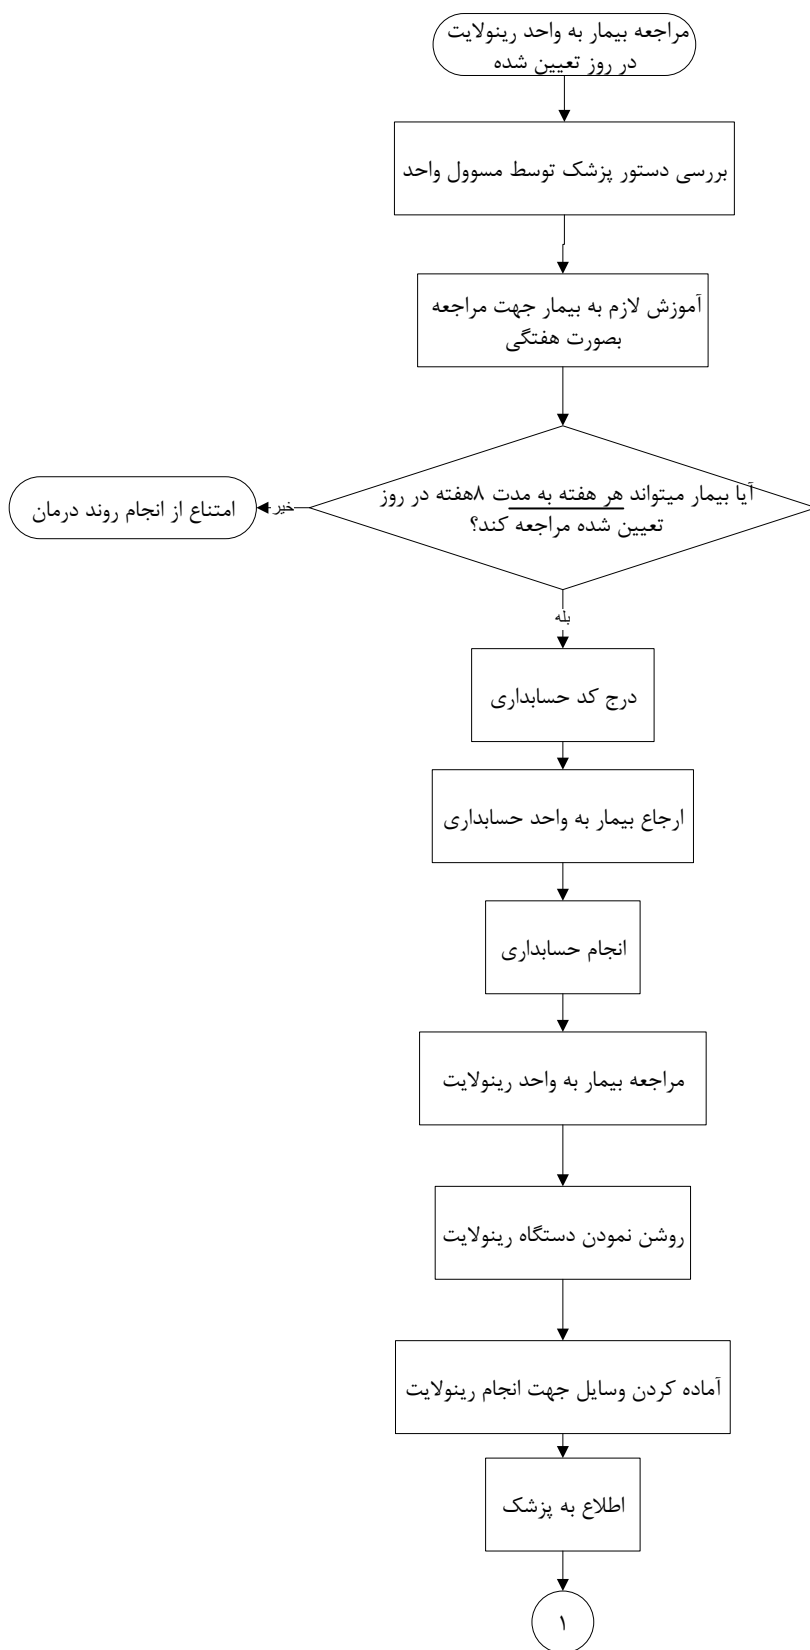 مراجعه بیمار به واحد رینولایت
در روز تعیین شده
بررسی دستور پزشک توسط مسوول واحد
آموزش لازم به بیمار جهت مراجعه
بصورت هفتگی
آیا بیمار میتواند هر هفته به مدت ۸هفته در روز
تعیین شده مراجعه کند؟
خیر
امتناع از انجام روند درمان
بله
درج کد حسابداری
ارجاع بیمار به واحد حسابداری
انجام حسابداری
مراجعه بیمار به واحد رینولایت
روشن نمودن دستگاه رینولایت
آماده کردن وسایل جهت انجام رینولایت
اطلاع به پزشک
۱